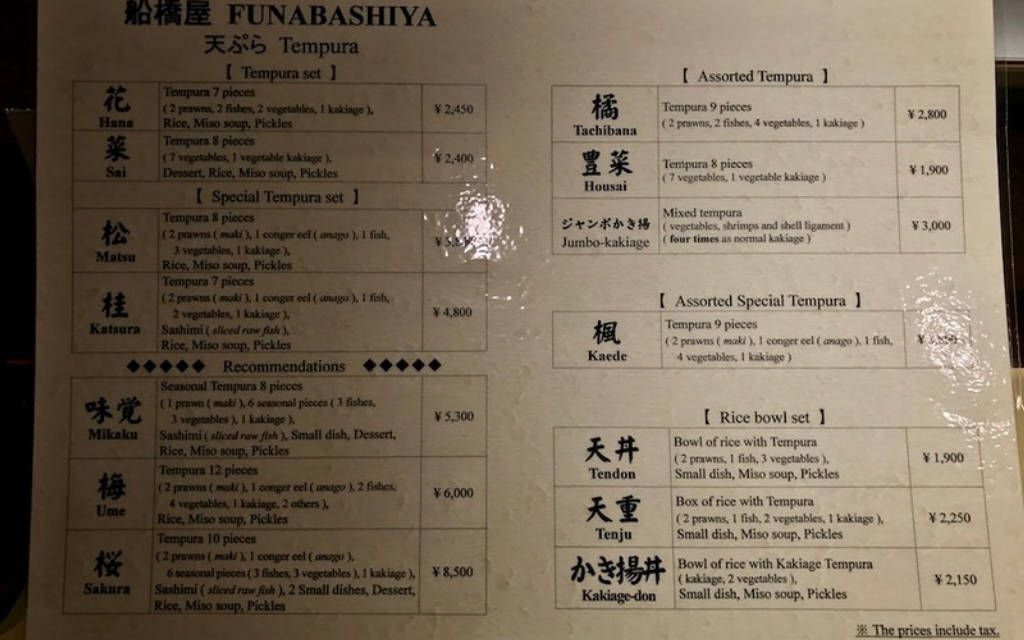 船橋屋 FUNABASHIYA
天ぷら Tempura
【 Tempura set 】
花 Hana
Tempura 7 pieces
( 2 prawns, 2 fishes, 2 vegetables, 1 kakiage ),
Rice, Miso soup, Pickles
¥ 2,450
菜 Sai
Tempura 8 pieces
( 7 vegetables, 1 vegetable kakiage ),
Dessert, Rice, Miso soup, Pickles
¥ 2,400
【 Special Tempura set 】
松 Matsu
Tempura 8 pieces
( 2 prawns ( maki ), 1 conger eel ( anago ), 1 fish,
3 vegetables, 1 kakiage ),
Rice, Miso soup, Pickles
桂 Katsura
Tempura 7 pieces
( 2 prawns ( maki ), 1 conger eel ( anago ), 1 fish,
2 vegetables, 1 kakiage ),
Sashimi ( sliced raw fish ),
Rice, Miso soup, Pickles
¥ 4,800
◆◆◆◆◆ Recommendations ◆◆◆◆◆
味覚 Mikaku
Seasonal Tempura 8 pieces
( 1 prawn ( maki ), 6 seasonal pieces ( 3 fishes,
3 vegetables ), 1 kakiage ),
Sashimi ( sliced raw fish ), Small dish, Dessert,
Rice, Miso soup, Pickles
¥ 5,300
梅 Ume
Tempura 12 pieces
( 2 prawns ( maki ), 1 conger eel ( anago ), 2 fishes,
4 vegetables, 1 kakiage, 2 others ),
Rice, Miso soup, Pickles
¥ 6,000
桜 Sakura
Tempura 10 pieces
( 2 prawns ( maki ), 1 conger eel ( anago ),
6 seasonal pieces ( 3 fishes, 3 vegetables ), 1 kakiage ),
Sashimi ( sliced raw fish ), 2 Small dishes, Dessert,
Rice, Miso soup, Pickles
¥ 8,500
【 Assorted Tempura 】
橘 Tachibana
Tempura 9 pieces
( 2 prawns, 2 fishes, 4 vegetables, 1 kakiage )
¥ 2,800
豊菜 Housai
Tempura 8 pieces
( 7 vegetables, 1 vegetable kakiage )
¥ 1,900
ジャンボかき揚
Jumbo-kakiage
Mixed tempura
( vegetables, shrimps and shell ligament )
( four times as normal kakiage )
¥ 3,000
【 Assorted Special Tempura 】
楓 Kaede
Tempura 9 pieces
( 2 prawns ( maki ), 1 conger eel ( anago ), 1 fish,
4 vegetables, 1 kakiage )
【 Rice bowl set 】
天丼 Tendon
Bowl of rice with Tempura
( 2 prawns, 1 fish, 3 vegetables ),
Small dish, Miso soup, Pickles
¥ 1,900
天重 Tenju
Box of rice with Tempura
( 2 prawns, 1 fish, 2 vegetables, 1 kakiage ),
Small dish, Miso soup, Pickles
¥ 2,250
かき揚丼
Kakiage-don
Bowl of rice with Kakiage Tempura
( kakiage, 2 vegetables ),
Small dish, Miso soup, Pickles
¥ 2,150
※ The prices include tax.